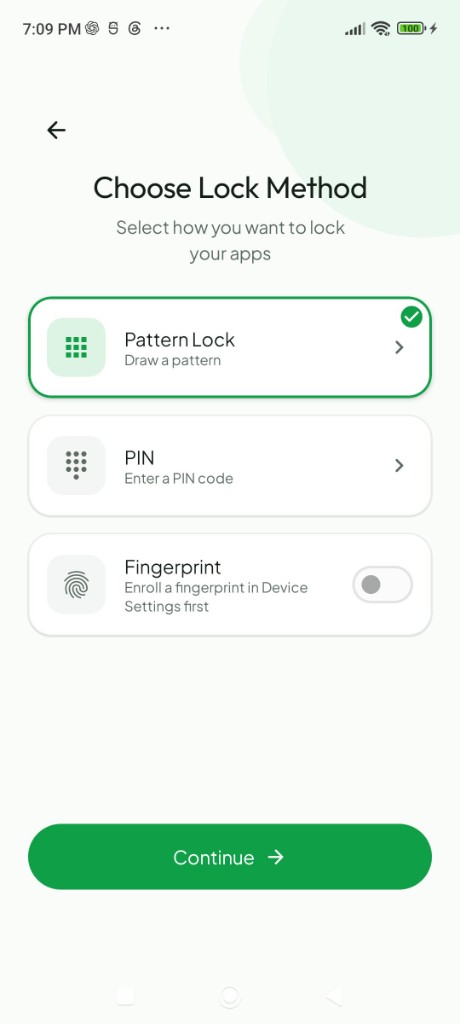 7:09 PM
100
Choose Lock Method
Select how you want to lock
your apps
Pattern Lock
Draw a pattern
PIN
Enter a PIN code
Fingerprint
Enroll a fingerprint in Device
Settings first
Continue